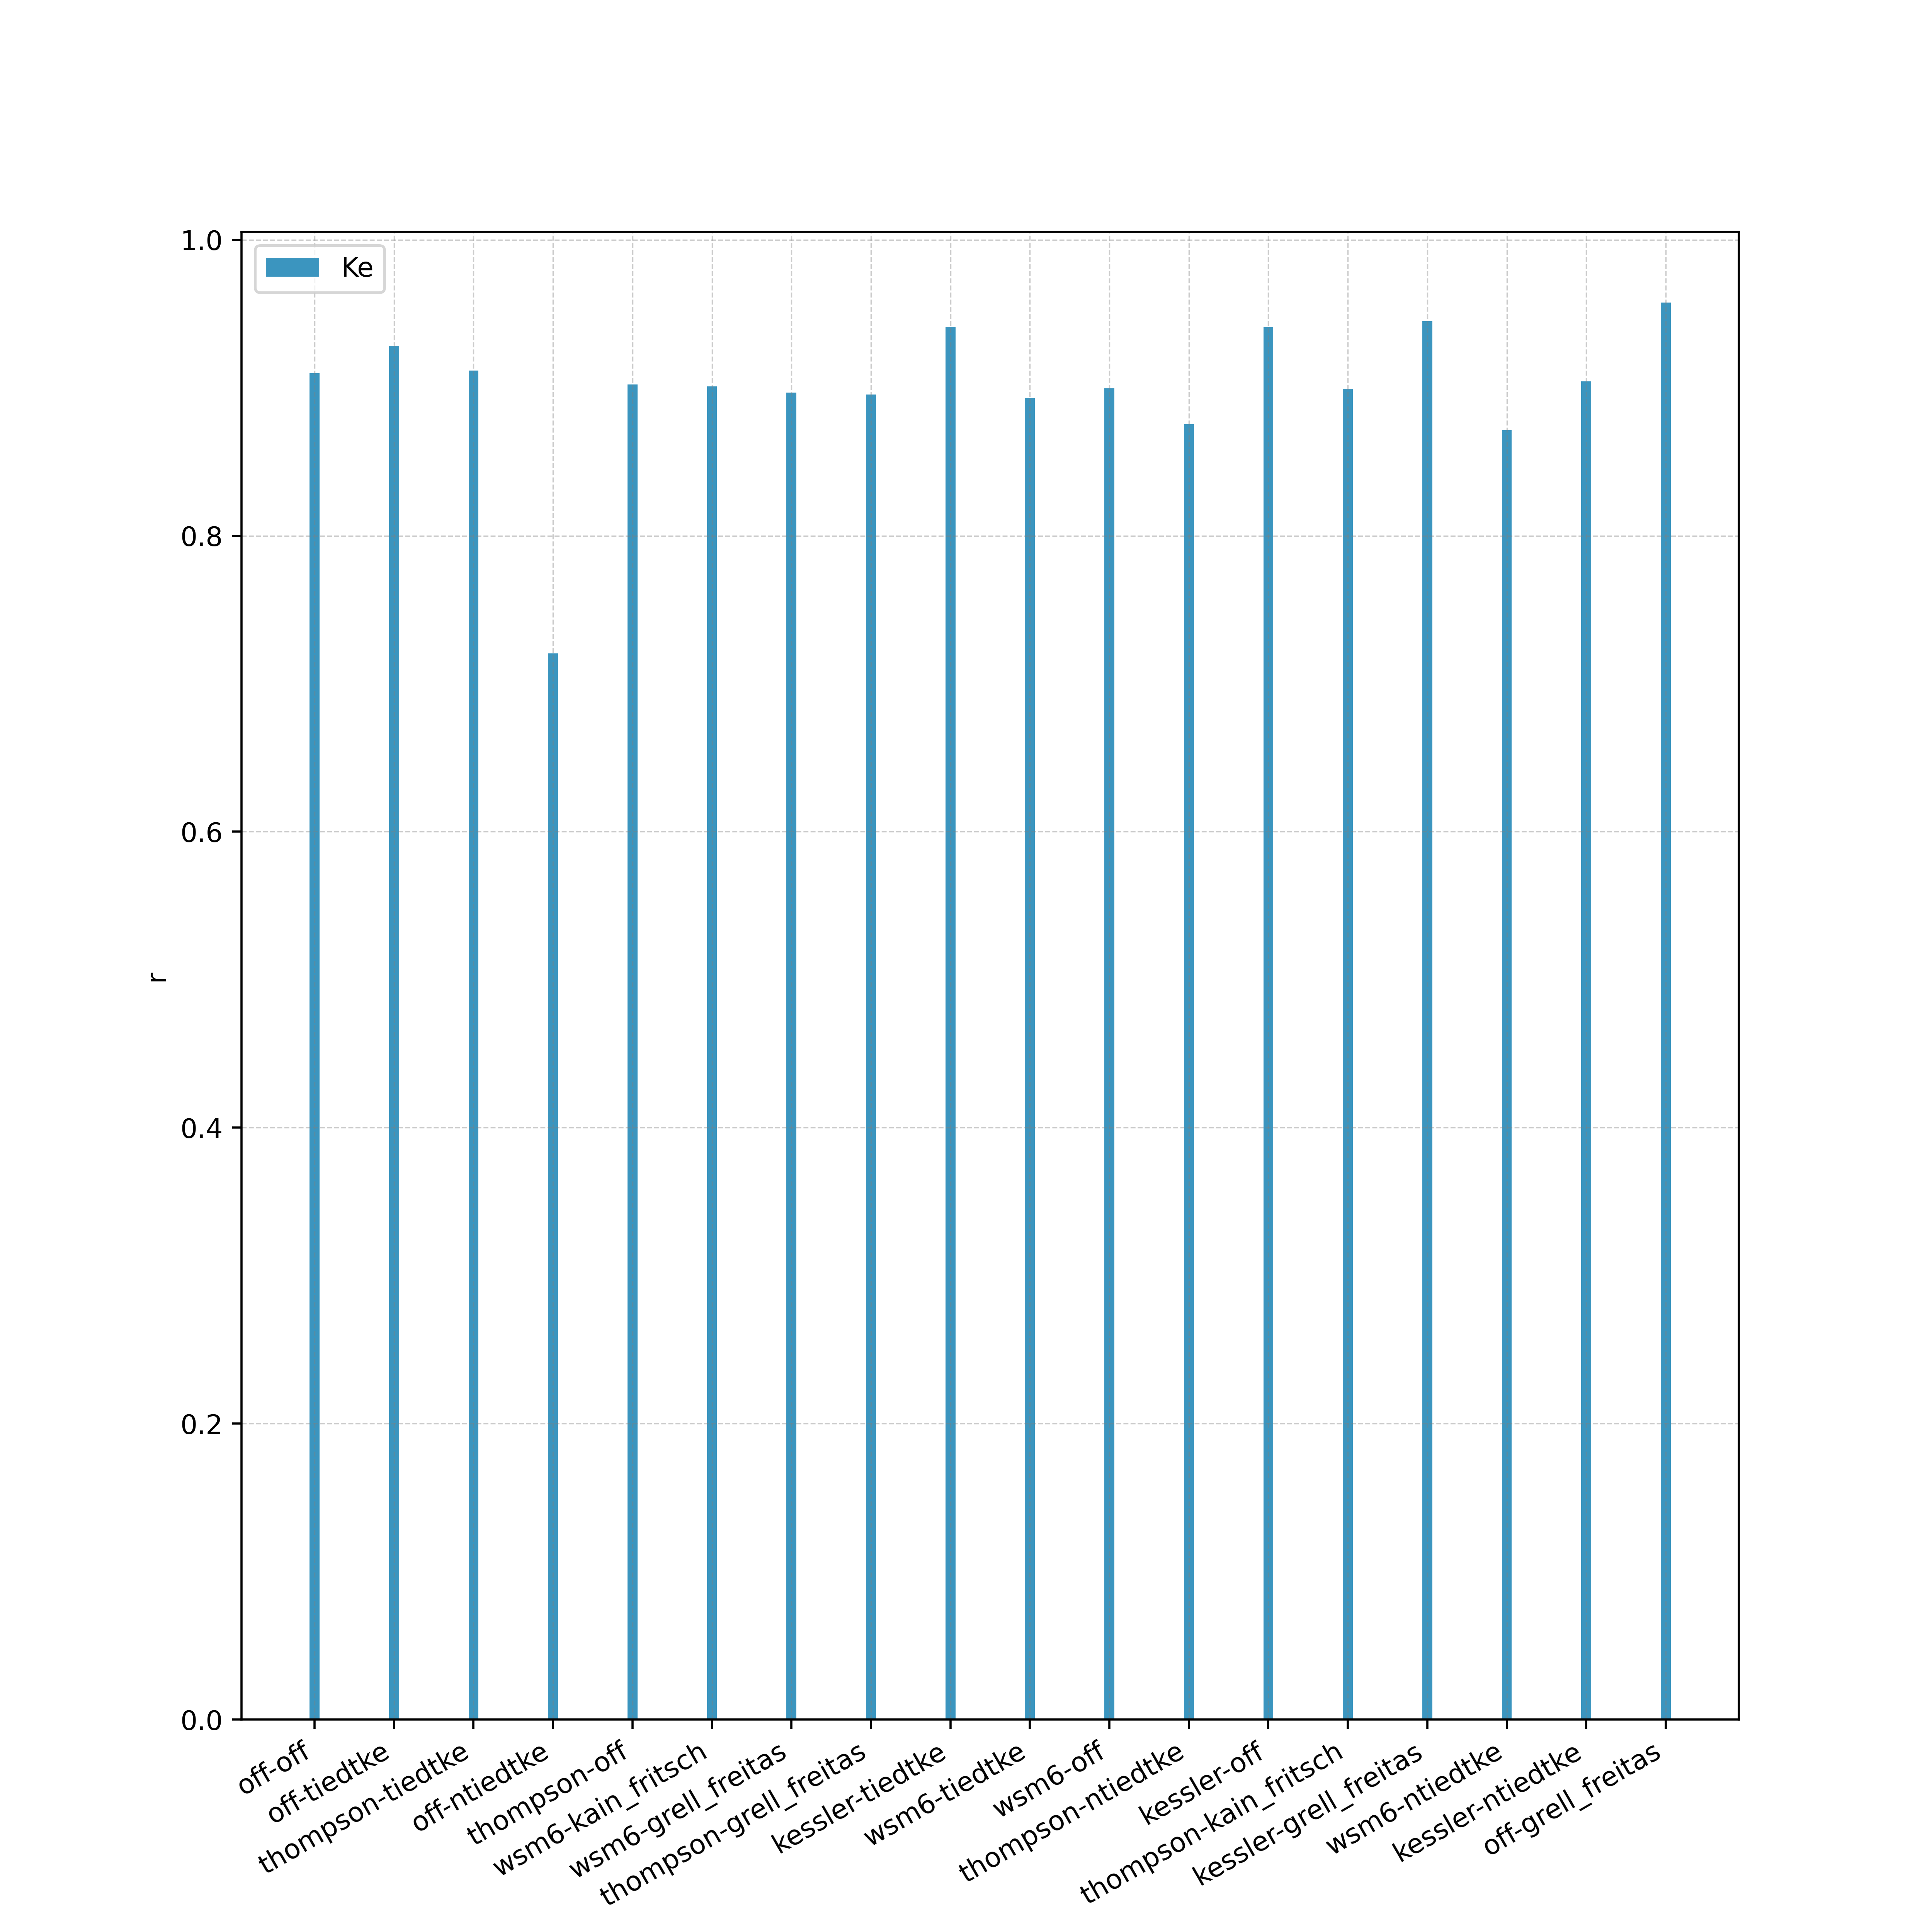 Ke
r
1.0
0.8
0.6
0.4
0.2
0.0
off-off
off-tiedtke
thompson-tiedtke
off-ntiedtke
thompson-off
wsm6-kain_fritsch
wsm6-grell_freitas
thompson-grell_freitas
kessler-tiedtke
wsm6-tiedtke
wsm6-off
thompson-ntiedtke
kessler-off
thompson-kain_fritsch
kessler-grell_freitas
wsm6-ntiedtke
kessler-ntiedtke
off-grell_freitas